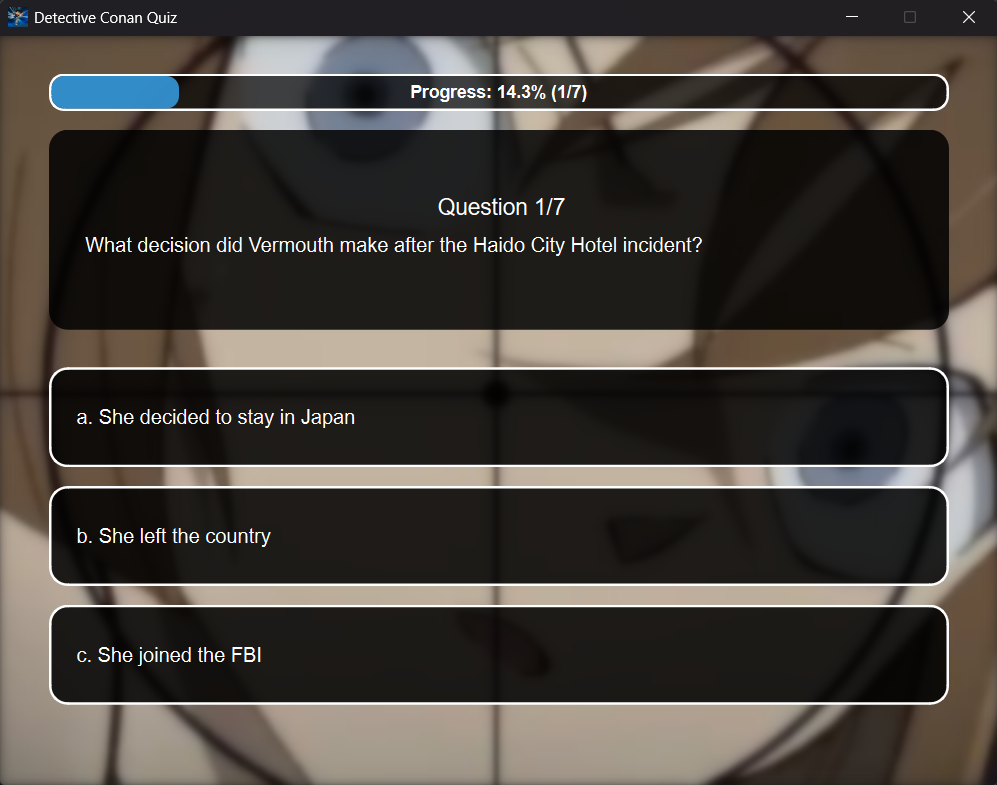 Detective Conan Quiz
Progress: 14.3% (1/7)
Question 1/7
What decision did Vermouth make after the Haido City Hotel incident?
a. She decided to stay in Japan
b. She left the country
c. She joined the FBI